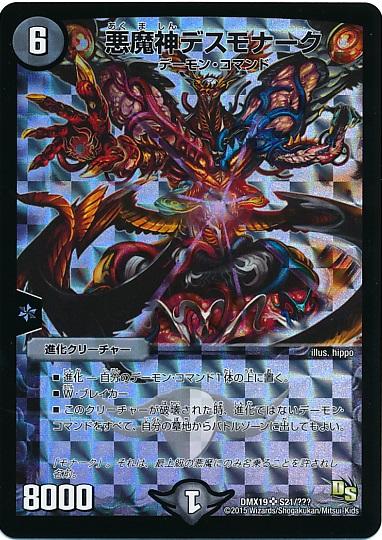 6
あくましん
悪魔神デスモナーク
デーモン・コマンド
進化クリーチャー
illus. hippo
■ 進化－自分のデーモン・コマンド1体の上に置く。
■ W・ブレイカー
■ このクリーチャーが破壊された時、進化ではないデーモン・
コマンドをすべて、自分の墓地からバトルゾーンに出してもよい。
「モナーク」。それは、最上級の悪魔にのみ名乗ることを許されし
名。
8000
1
DS
DMX19 S21/???
©2015 Wizards/Shogakukan/Mitsui-Kids